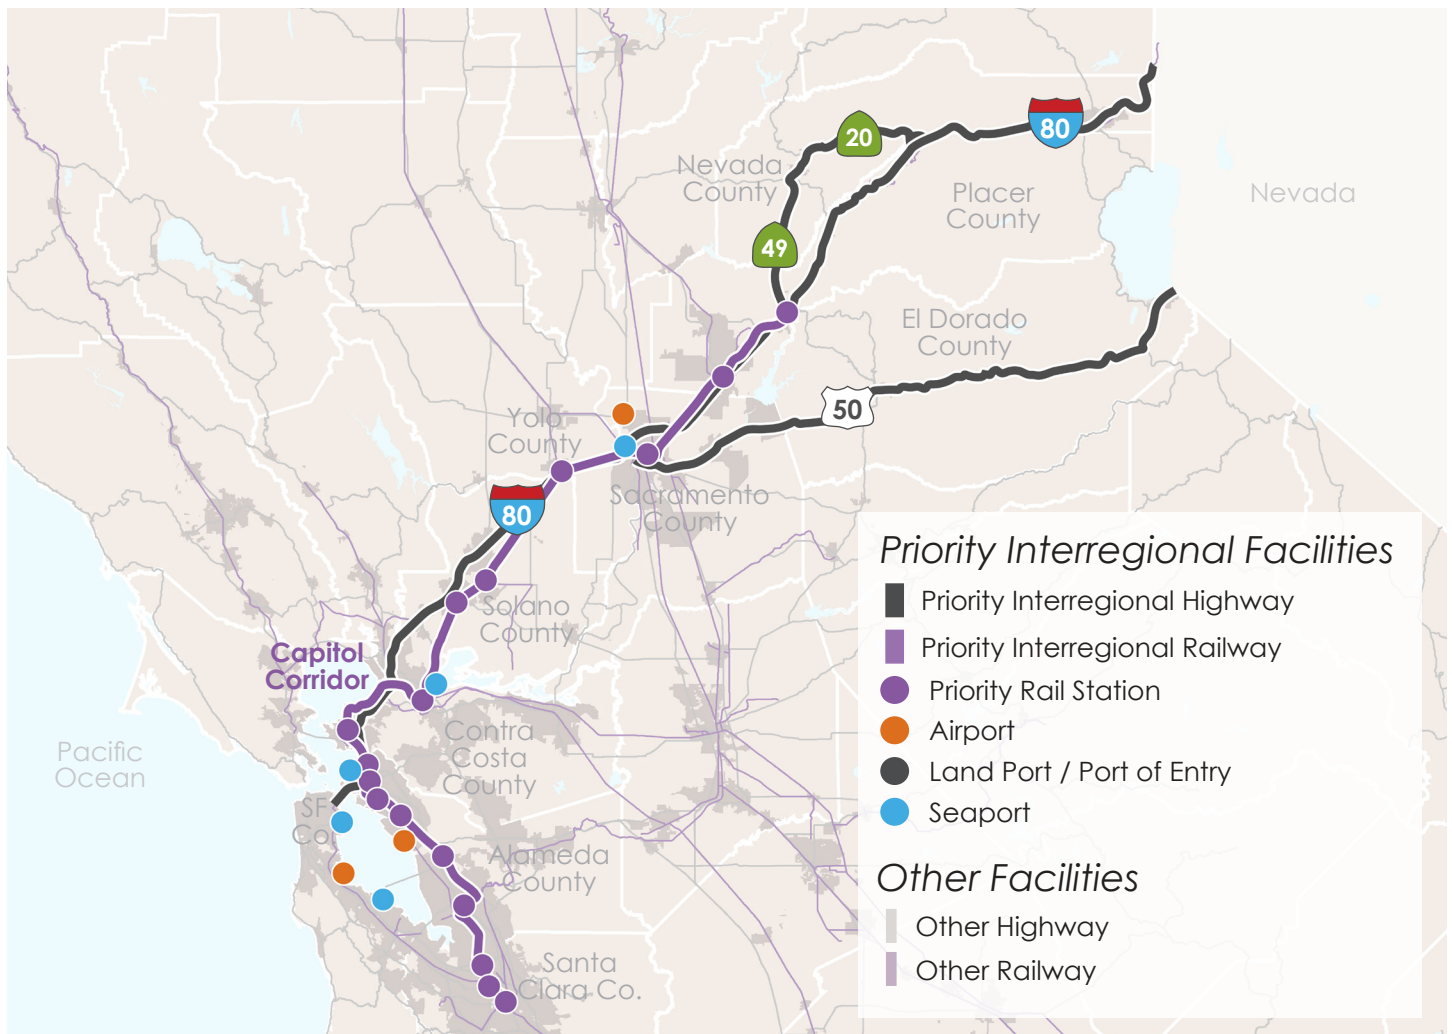 20
80
Nevada
County
Placer
County
Nevada
49
El Dorado
County
50
Yolo
County
80
Sacramento
County
Solano
County
Capitol
Corridor
Contra
Costa
County
Pacific
Ocean
SF
Co.
Alameda
County
Santa
Clara Co.
Priority Interregional Facilities
Priority Interregional Highway
Priority Interregional Railway
Priority Rail Station
Airport
Land Port / Port of Entry
Seaport
Other Facilities
Other Highway
Other Railway